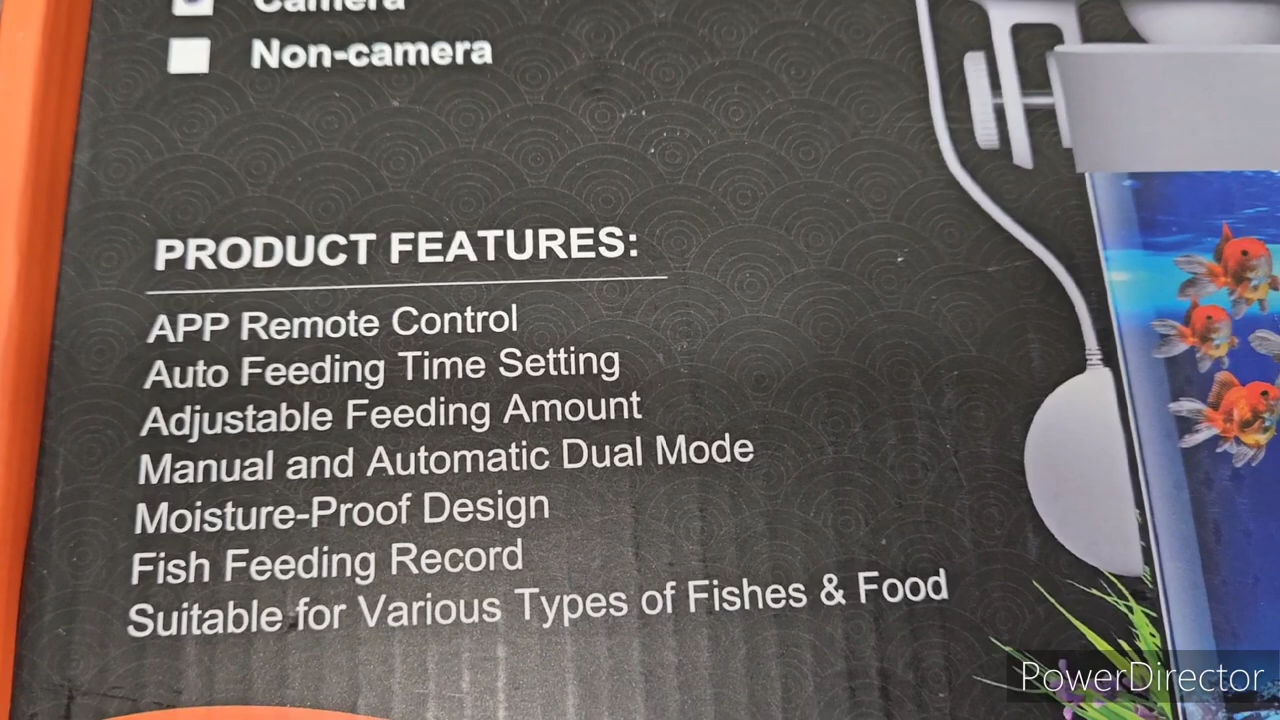 Camera
Non-camera
PRODUCT FEATURES:
APP Remote Control
Auto Feeding Time Setting
Adjustable Feeding Amount
Manual and Automatic Dual Mode
Moisture-Proof Design
Fish Feeding Record
Suitable for Various Types of Fishes & Food
PowerDirector